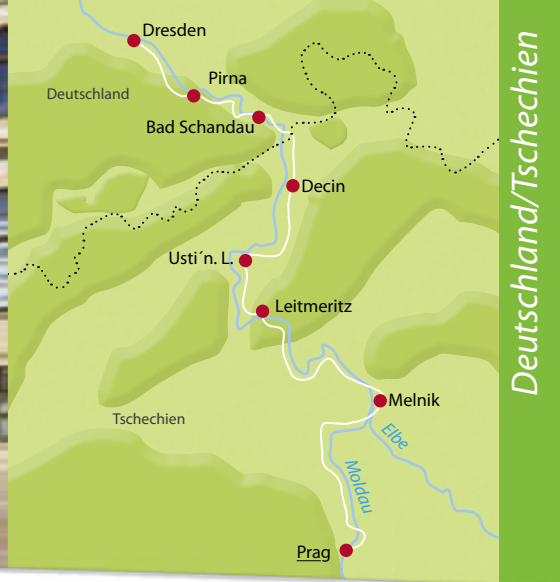 Dresden
Pirna
Deutschland
Bad Schandau
Decin
Usti´n. L.
Leitmeritz
Melnik
Tschechien
Elbe
Moldau
Prag
Deutschland/Tschechien